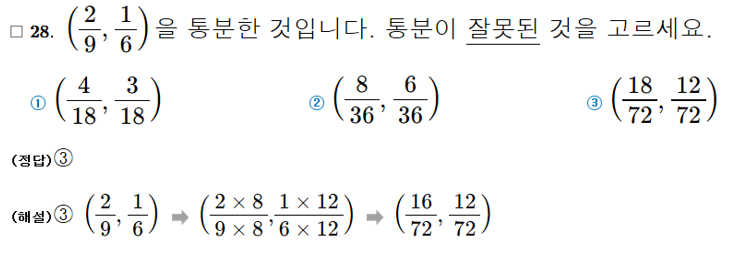 □ 28. (2/9, 1/6)을 통분한 것입니다. 통분이 잘못된 것을 고르세요.
① (4/18, 3/18) ② (8/36, 6/36) ③ (18/72, 12/72)
(정답)③
(해설)③ (2/9, 1/6) ➡ (2×8/9×8, 1×12/6×12) ➡ (16/72, 12/72)